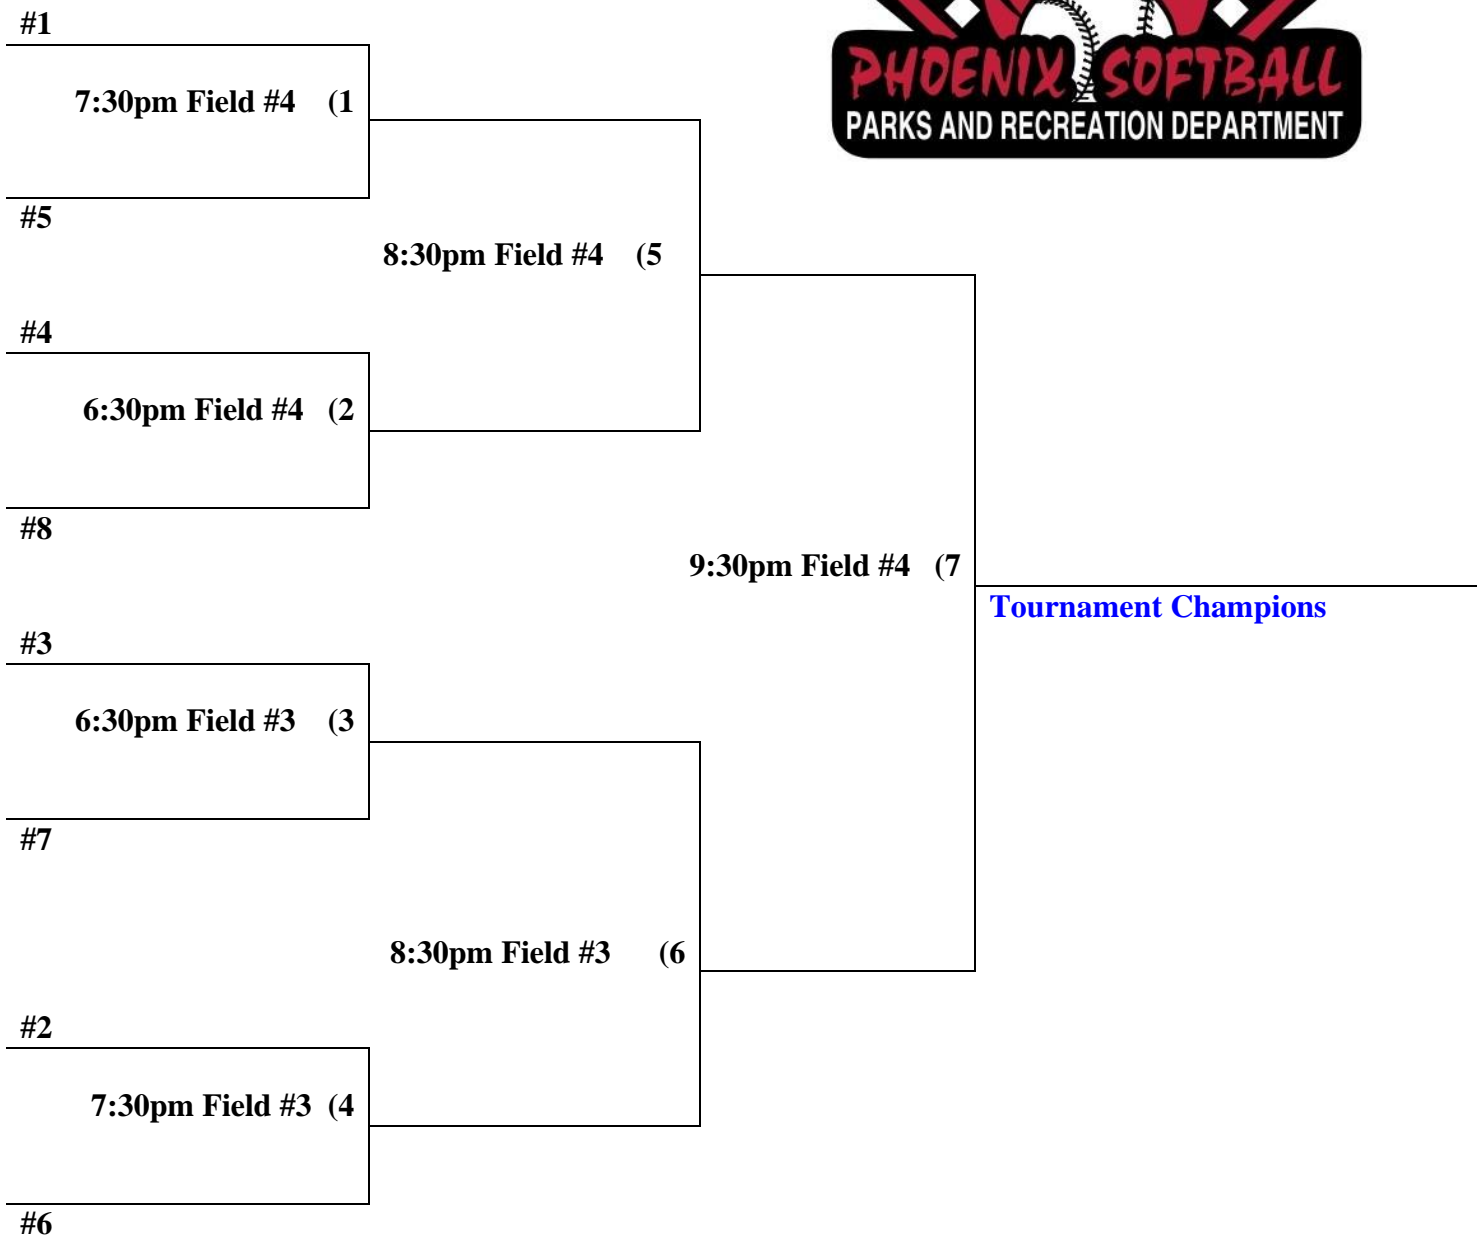 #1
PHOENIX SOFTBALL
PARKS AND RECREATION DEPARTMENT
7:30pm Field #4 (1
#5
8:30pm Field #4 (5
#4
6:30pm Field #4 (2
#8
9:30pm Field #4 (7
Tournament Champions
#3
6:30pm Field #3 (3
#7
8:30pm Field #3 (6
#2
7:30pm Field #3 (4
#6